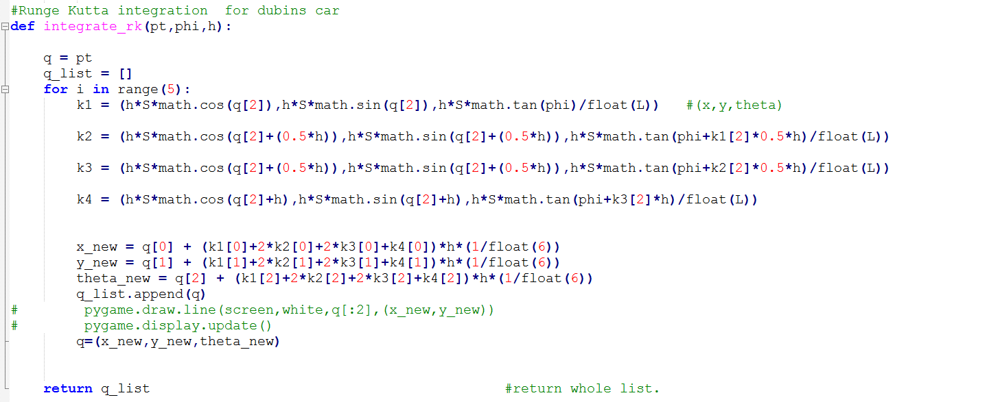 #Runge Kutta integration  for dubins car
def integrate_rk(pt,phi,h):
    q = pt
    q_list = []
    for i in range(5):
        k1 = (h*S*math.cos(q[2]),h*S*math.sin(q[2]),h*S*math.tan(phi)/float(L))   #(x,y,theta)
        k2 = (h*S*math.cos(q[2]+(0.5*h)),h*S*math.sin(q[2]+(0.5*h)),h*S*math.tan(phi+k1[2]*0.5*h)/float(L))
        k3 = (h*S*math.cos(q[2]+(0.5*h)),h*S*math.sin(q[2]+(0.5*h)),h*S*math.tan(phi+k2[2]*0.5*h)/float(L))
        k4 = (h*S*math.cos(q[2]+h),h*S*math.sin(q[2]+h),h*S*math.tan(phi+k3[2]*h)/float(L))
        x_new = q[0] + (k1[0]+2*k2[0]+2*k3[0]+k4[0])*h*(1/float(6))
        y_new = q[1] + (k1[1]+2*k2[1]+2*k3[1]+k4[1])*h*(1/float(6))
        theta_new = q[2] + (k1[2]+2*k2[2]+2*k3[2]+k4[2])*h*(1/float(6))
        q_list.append(q)
#        pygame.draw.line(screen,white,q[:2],(x_new,y_new))
#        pygame.display.update()
        q=(x_new,y_new,theta_new)
    return q_list                                 #return whole list.